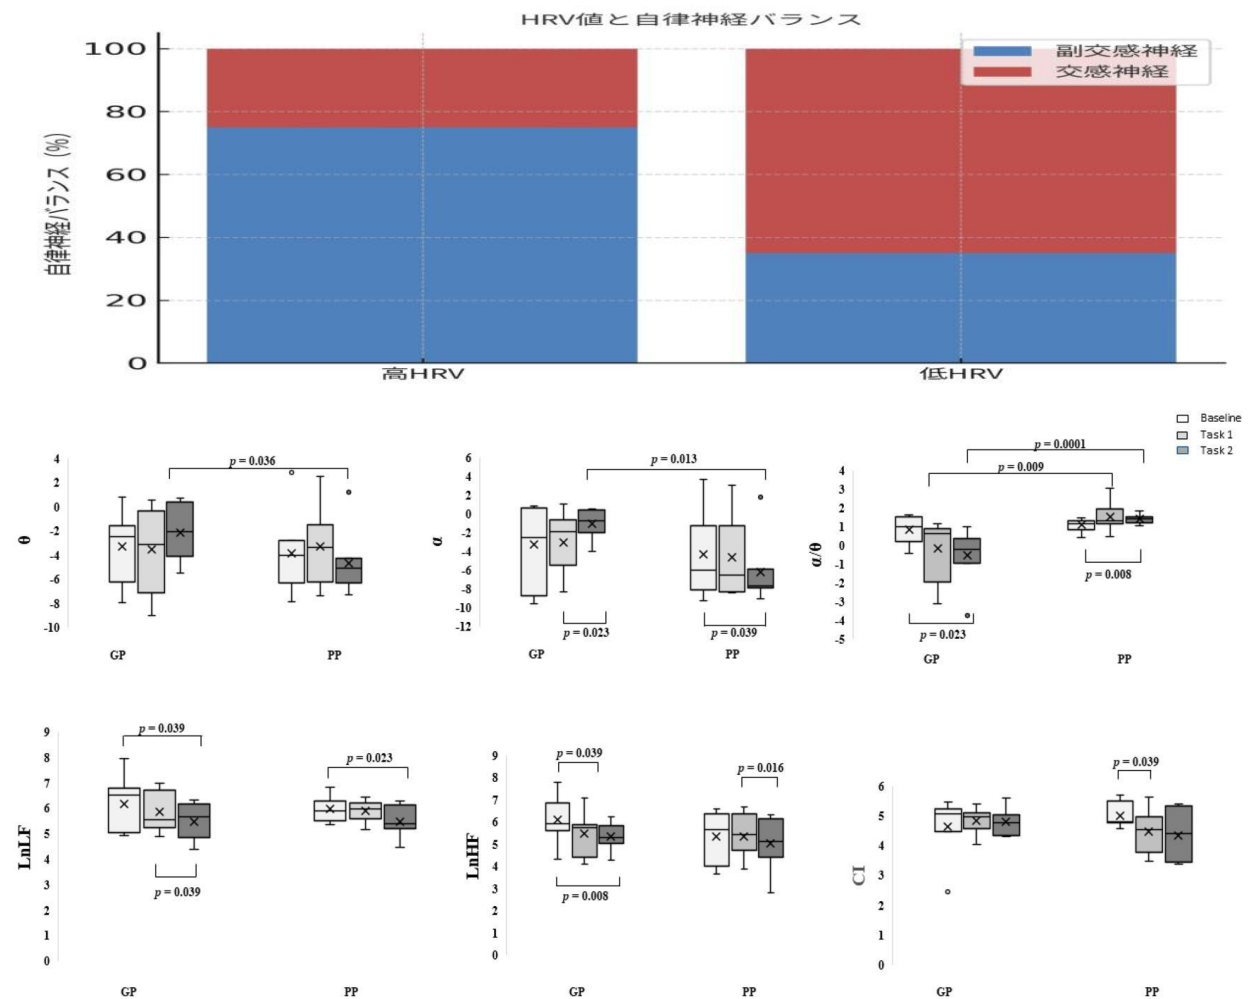 HRV値と自律神経バランス
副交感神経
交感神経
自律神経バランス (%)
100
80
60
40
20
0
高HRV
低HRV
Baseline
Task 1
Task 2
θ
4
2
0
-2
-4
-6
-8
-10
p = 0.036
GP
PP
α
6
4
2
0
-2
-4
-6
-8
-10
-12
p = 0.013
p = 0.023
p = 0.039
GP
PP
α/θ
4
3
2
1
0
-1
-2
-3
-4
-5
p = 0.0001
p = 0.009
p = 0.008
p = 0.023
GP
PP
LnLF
9
8
7
6
5
4
3
2
1
0
p = 0.039
p = 0.023
p = 0.039
GP
PP
LnHF
9
8
7
6
5
4
3
2
1
0
p = 0.039
p = 0.016
p = 0.008
GP
PP
CI
6
5
4
3
2
1
0
p = 0.039
GP
PP